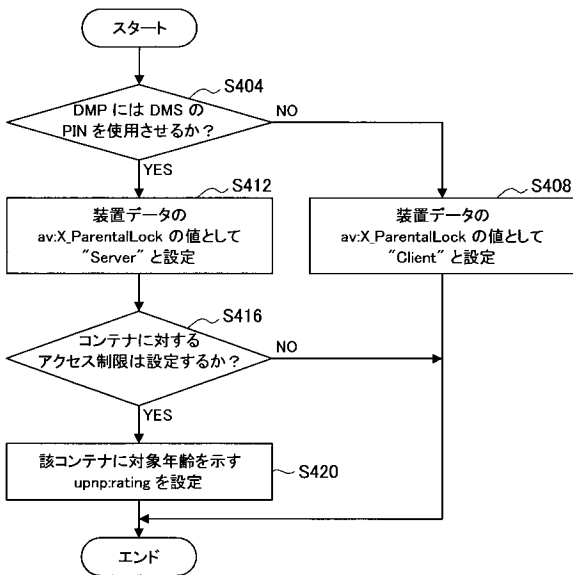 スタート
S404
DMP には DMS の
PIN を使用させるか？
NO
YES
S412
装置データの
av:X_ParentalLock の値として
"Server" と設定
S408
装置データの
av:X_ParentalLock の値として
"Client" と設定
S416
コンテナに対する
アクセス制限は設定するか？
NO
YES
該コンテナに対象年齢を示す
upnp:rating を設定
S420
エンド